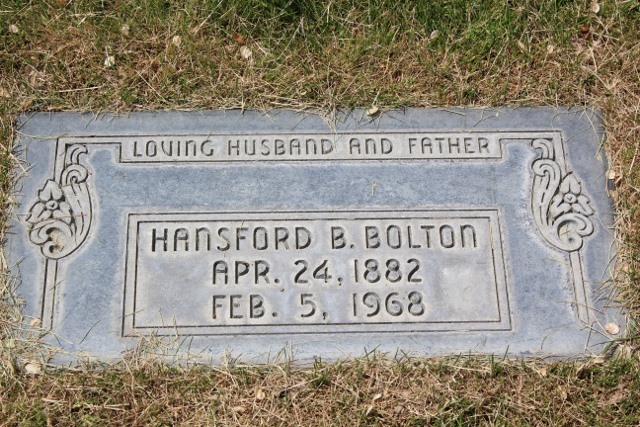 LOVING HUSBAND AND FATHER
HANSFORD B. BOLTON
APR. 24, 1882
FEB. 5, 1968